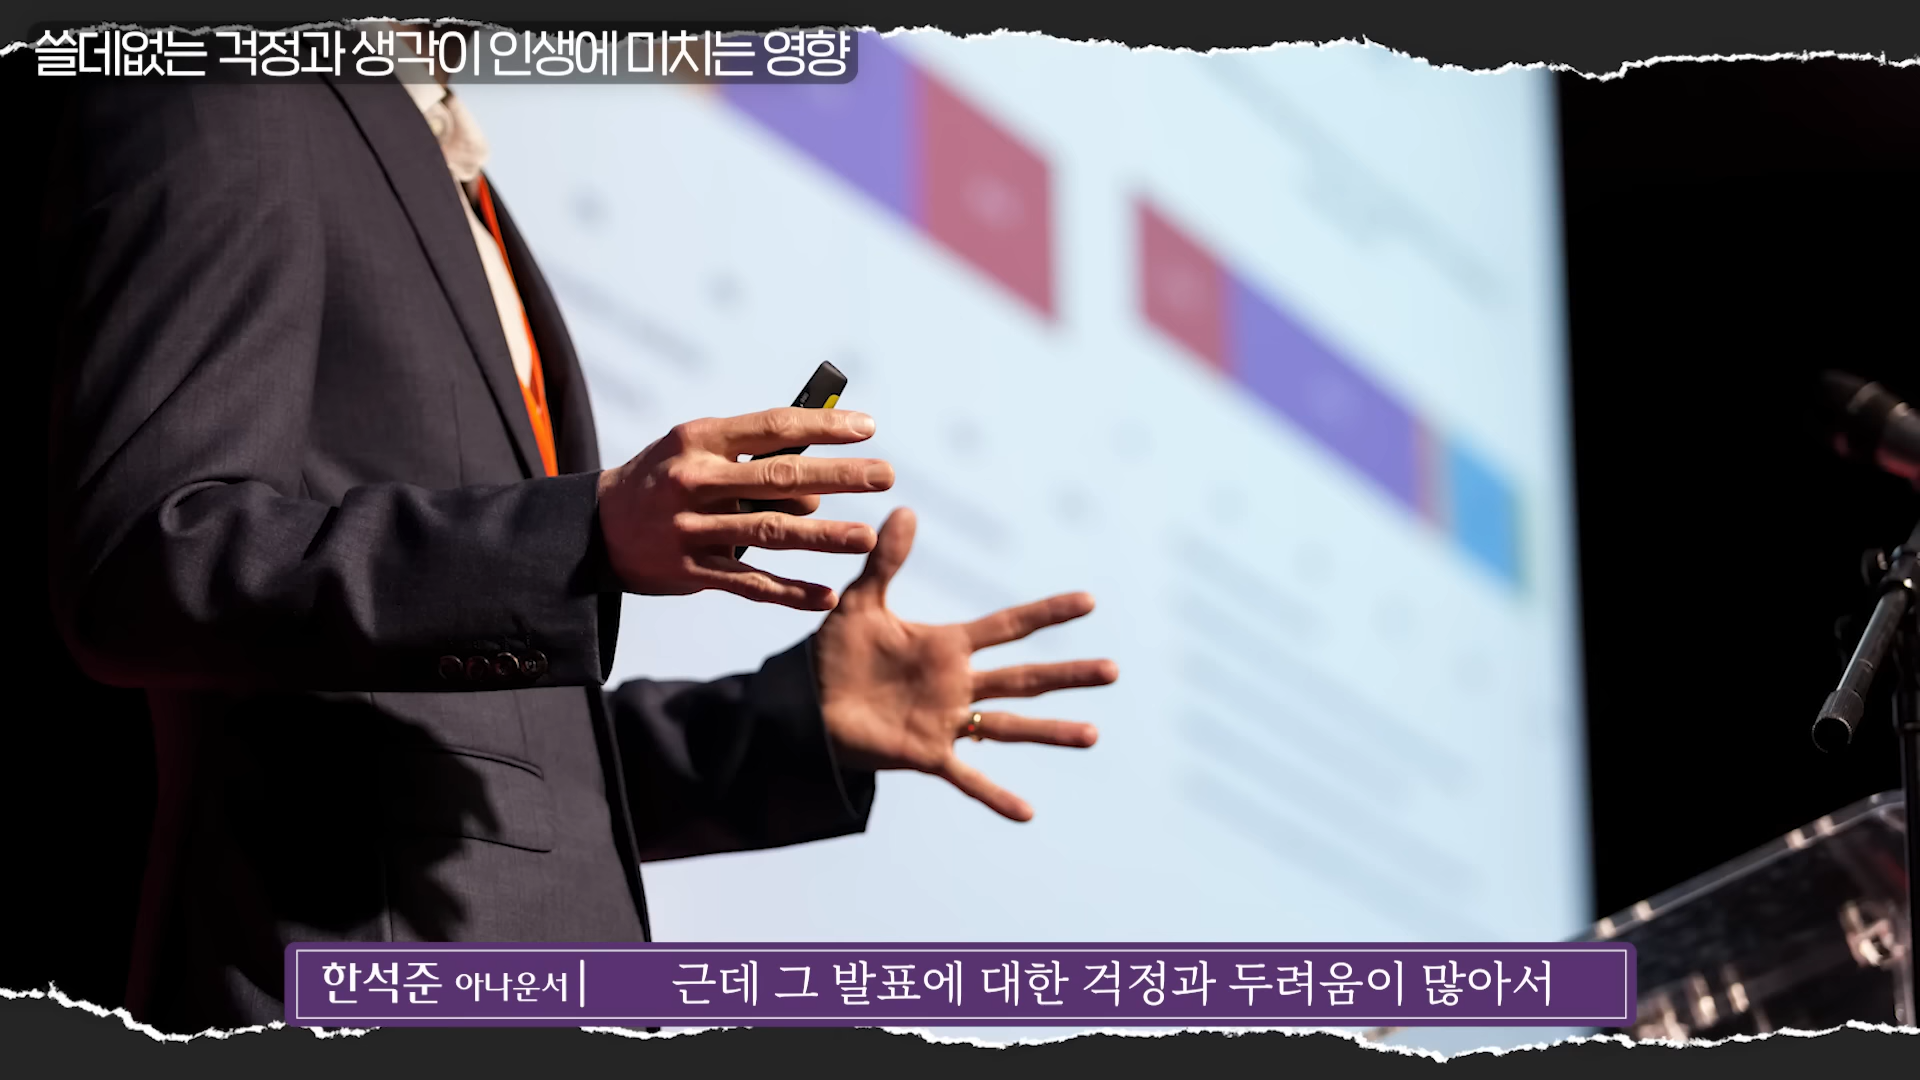 쓸데없는 걱정과 생각이 인생에 미치는 영향
한석준 아나운서| 근데 그 발표에 대한 걱정과 두려움이 많아서